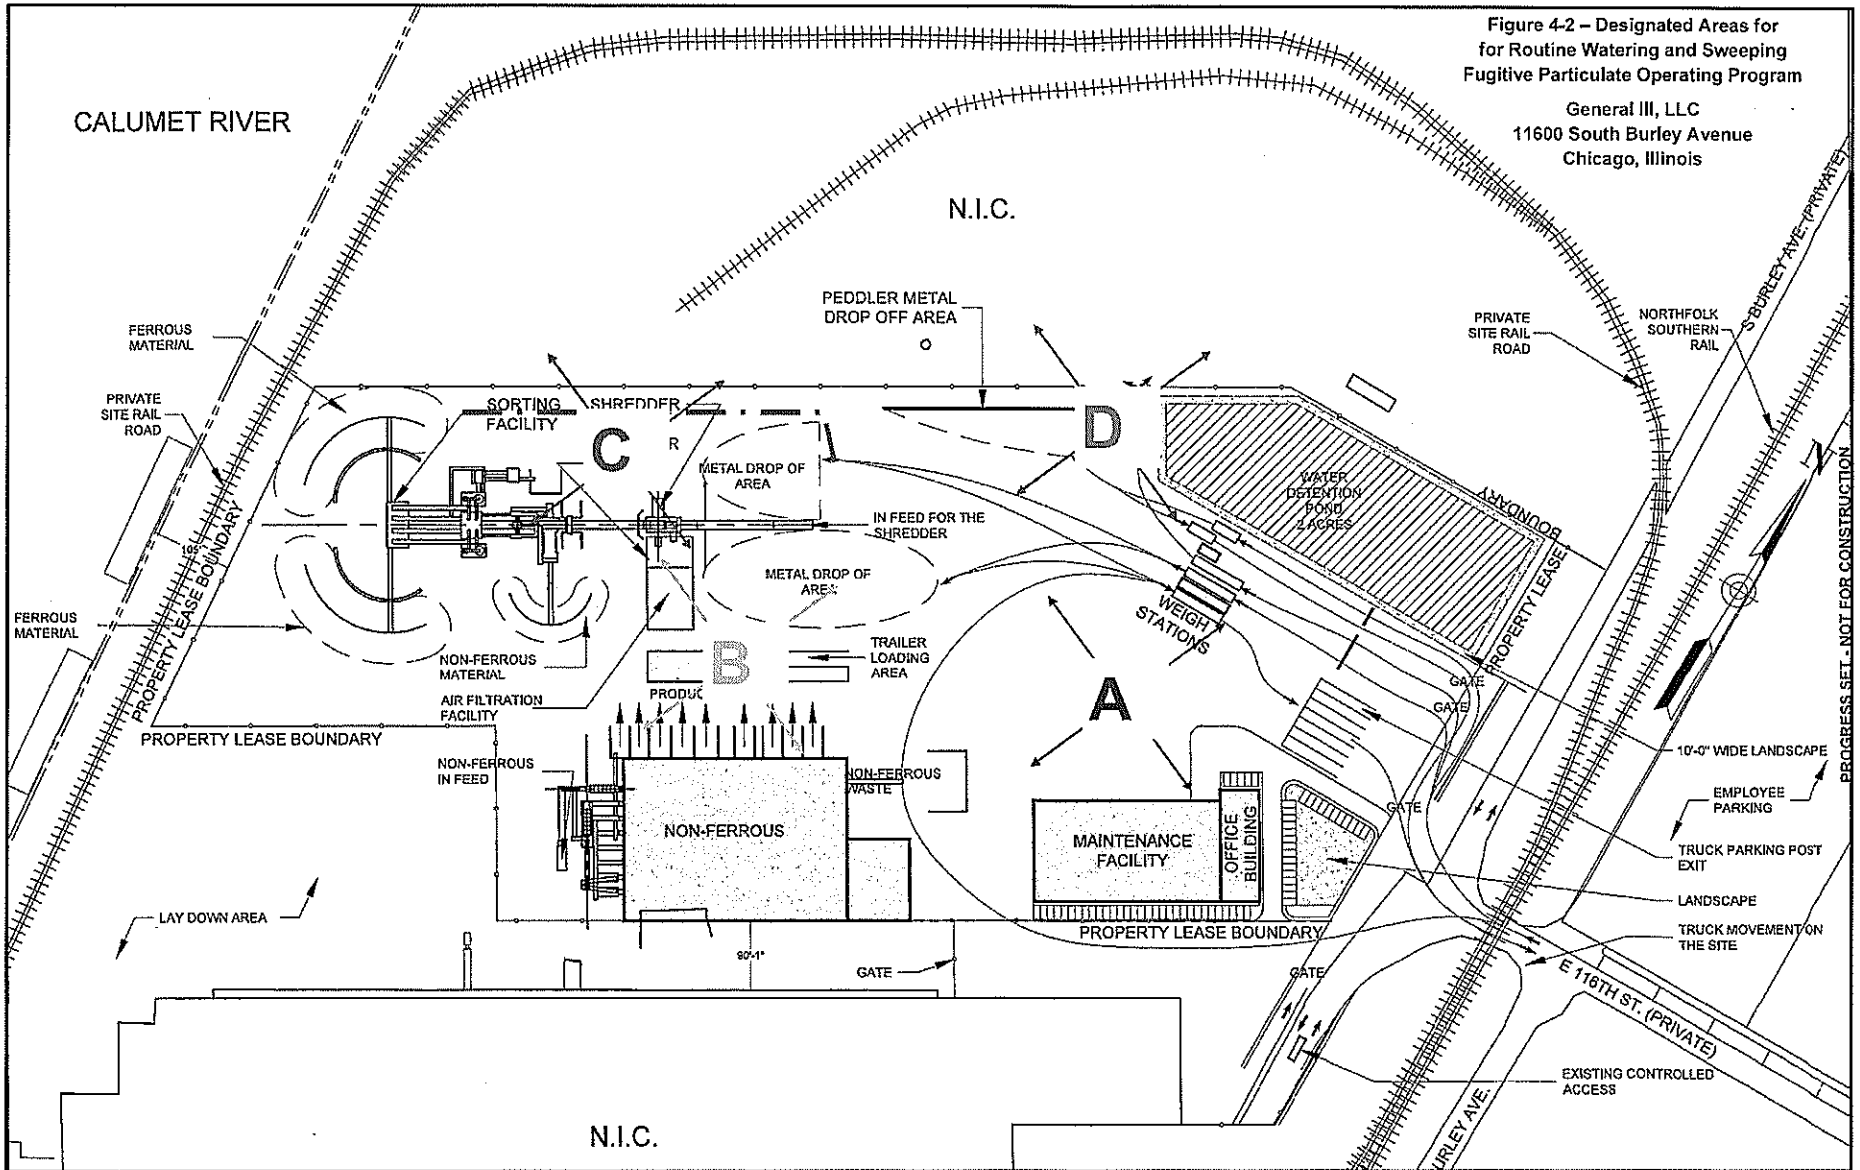 Figure 4-2 – Designated Areas for
for Routine Watering and Sweeping
Fugitive Particulate Operating Program
General III, LLC
11600 South Burley Avenue
Chicago, Illinois
CALUMET RIVER
N.I.C.
S BURLEY AVE. (PRIVATE)
PEDDLER METAL
DROP OFF AREA
FERROUS
MATERIAL
PRIVATE
SITE RAIL
ROAD
NORTHFOLK
SOUTHERN
RAIL
PRIVATE
SITE RAIL
ROAD
SORTING
FACILITY
SHREDDER
R
C
D
METAL DROP OF
AREA
WATER
DETENTION
POND
2 ACRES
BOUNDARY
PROPERTY LEASE
N
IN FEED FOR THE
SHREDDER
105'
PROPERTY LEASE BOUNDARY
METAL DROP OF
AREA
WEIGH
STATIONS
FERROUS
MATERIAL
NON-FERROUS
MATERIAL
B
TRAILER
LOADING
AREA
A
GATE
GATE
AIR FILTRATION
FACILITY
PRODUC
PROPERTY LEASE BOUNDARY
NON-FERROUS
IN FEED
NON-FERROUS
WASTE
10'-0" WIDE LANDSCAPE
EMPLOYEE
PARKING
GATE
NON-FERROUS
MAINTENANCE
FACILITY
OFFICE
BUILDING
TRUCK PARKING POST
EXIT
LANDSCAPE
LAY DOWN AREA
PROPERTY LEASE BOUNDARY
TRUCK MOVEMENT ON
THE SITE
90'-1"
GATE
GATE
E 116TH ST. (PRIVATE)
EXISTING CONTROLLED
ACCESS
N.I.C.
URLEY AVE.
PROGRESS SET - NOT FOR CONSTRUCTION